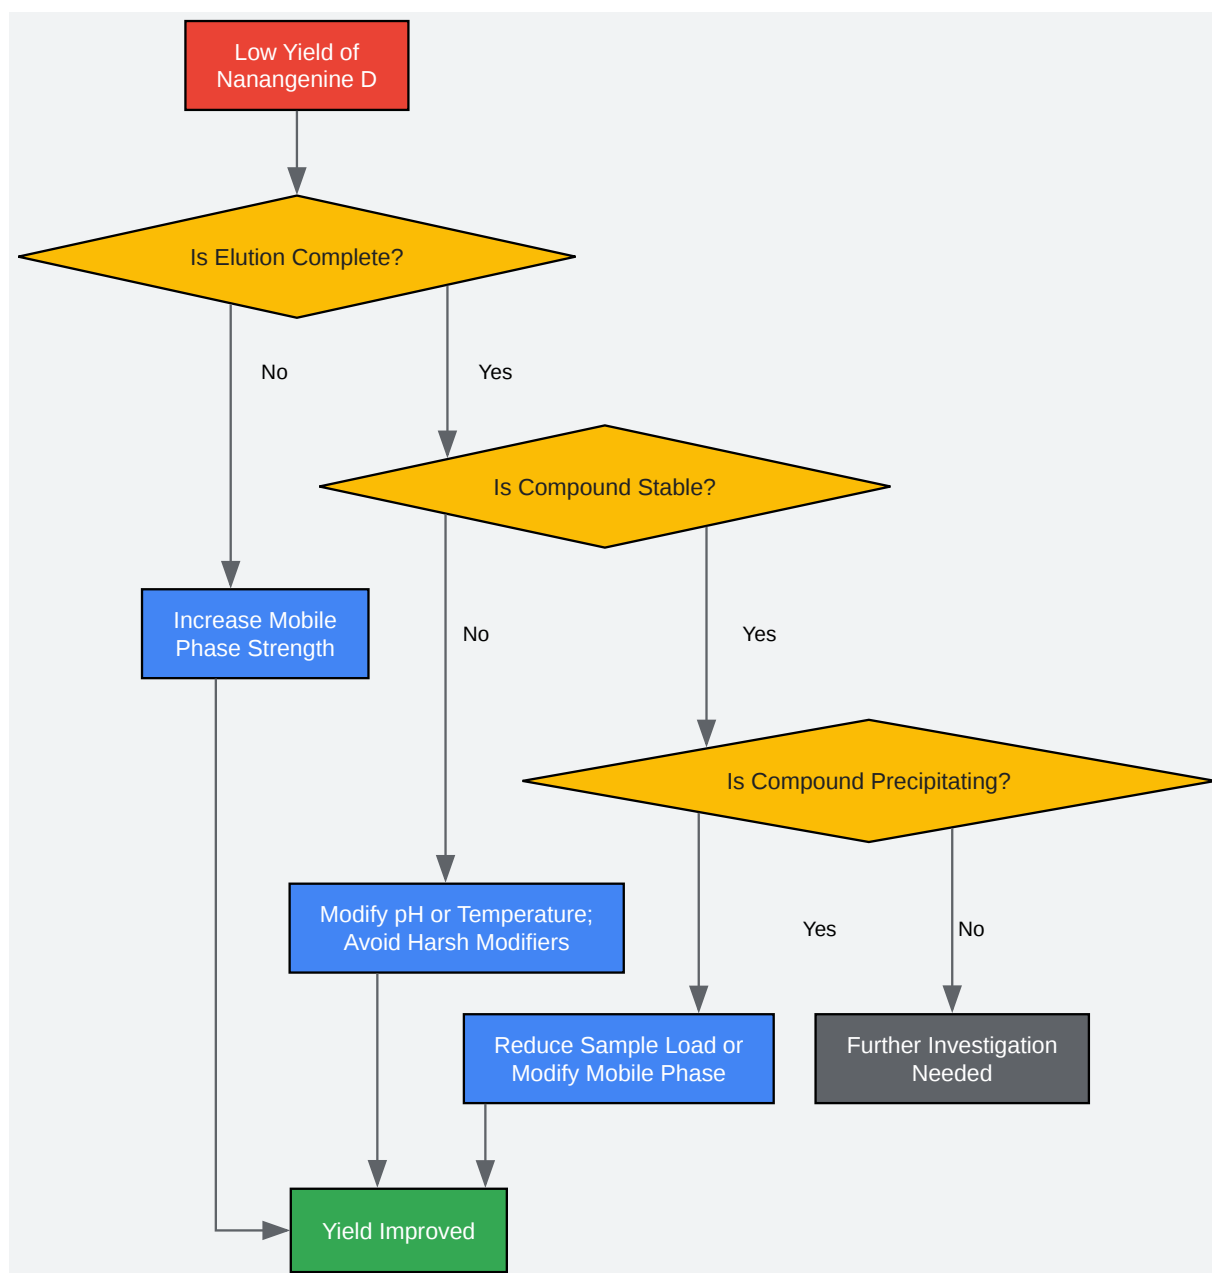 Low Yield of
Nanangenine D
Is Elution Complete?
No
Yes
Is Compound Stable?
Increase Mobile
Phase Strength
No
Yes
Is Compound Precipitating?
Modify pH or Temperature;
Avoid Harsh Modifiers
Yes
No
Reduce Sample Load or
Modify Mobile Phase
Further Investigation
Needed
Yield Improved